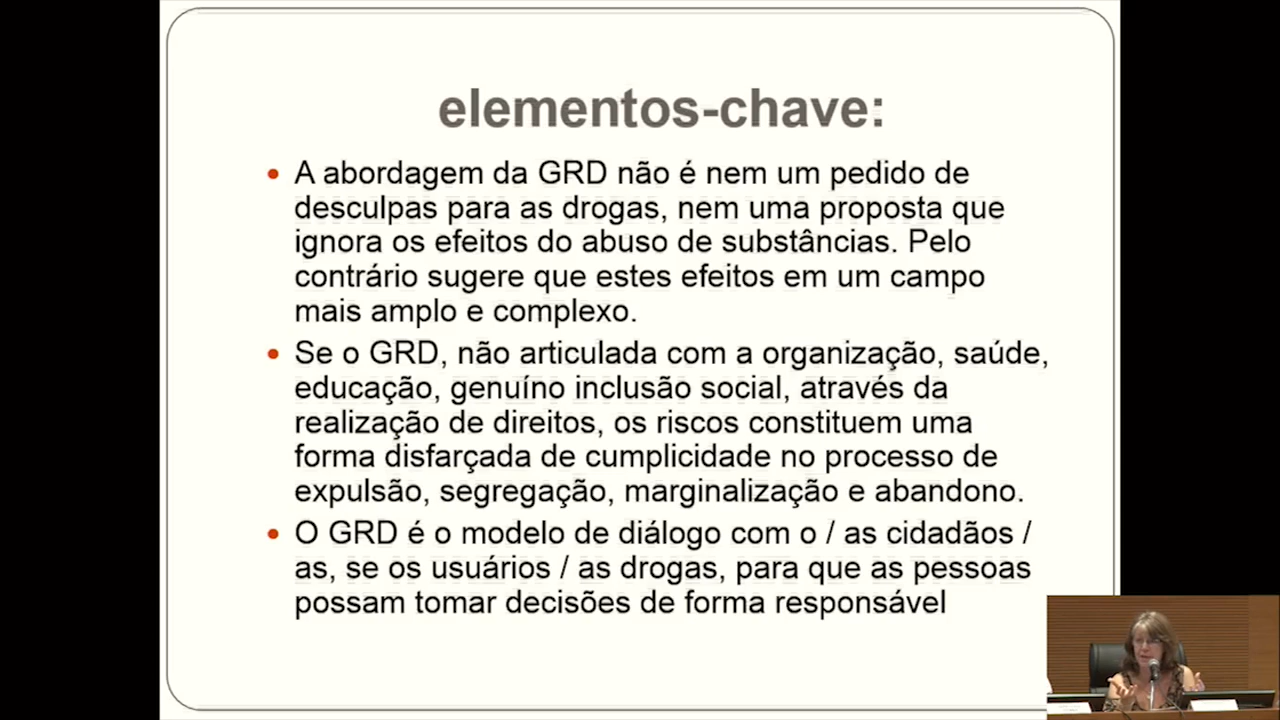 elementos-chave:
A abordagem da GRD não é nem um pedido de
desculpas para as drogas, nem uma proposta que
ignora os efeitos do abuso de substâncias. Pelo
contrário sugere que estes efeitos em um campo
mais amplo e complexo.
Se o GRD, não articulada com a organização, saúde,
educação, genuíno inclusão social, através da
realização de direitos, os riscos constituem uma
forma disfarçada de cumplicidade no processo de
expulsão, segregação, marginalização e abandono.
O GRD é o modelo de diálogo com o / as cidadãos /
as, se os usuários / as drogas, para que as pessoas
possam tomar decisões de forma responsável